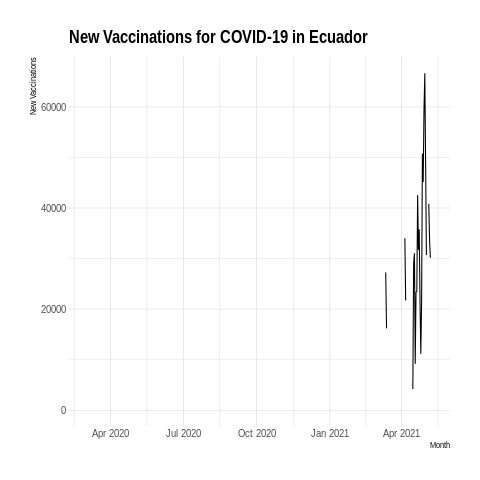 New Vaccinations for COVID-19 in Ecuador
New Vaccinations
60000
40000
20000
0
Apr 2020 Jul 2020 Oct 2020 Jan 2021 Apr 2021
Month